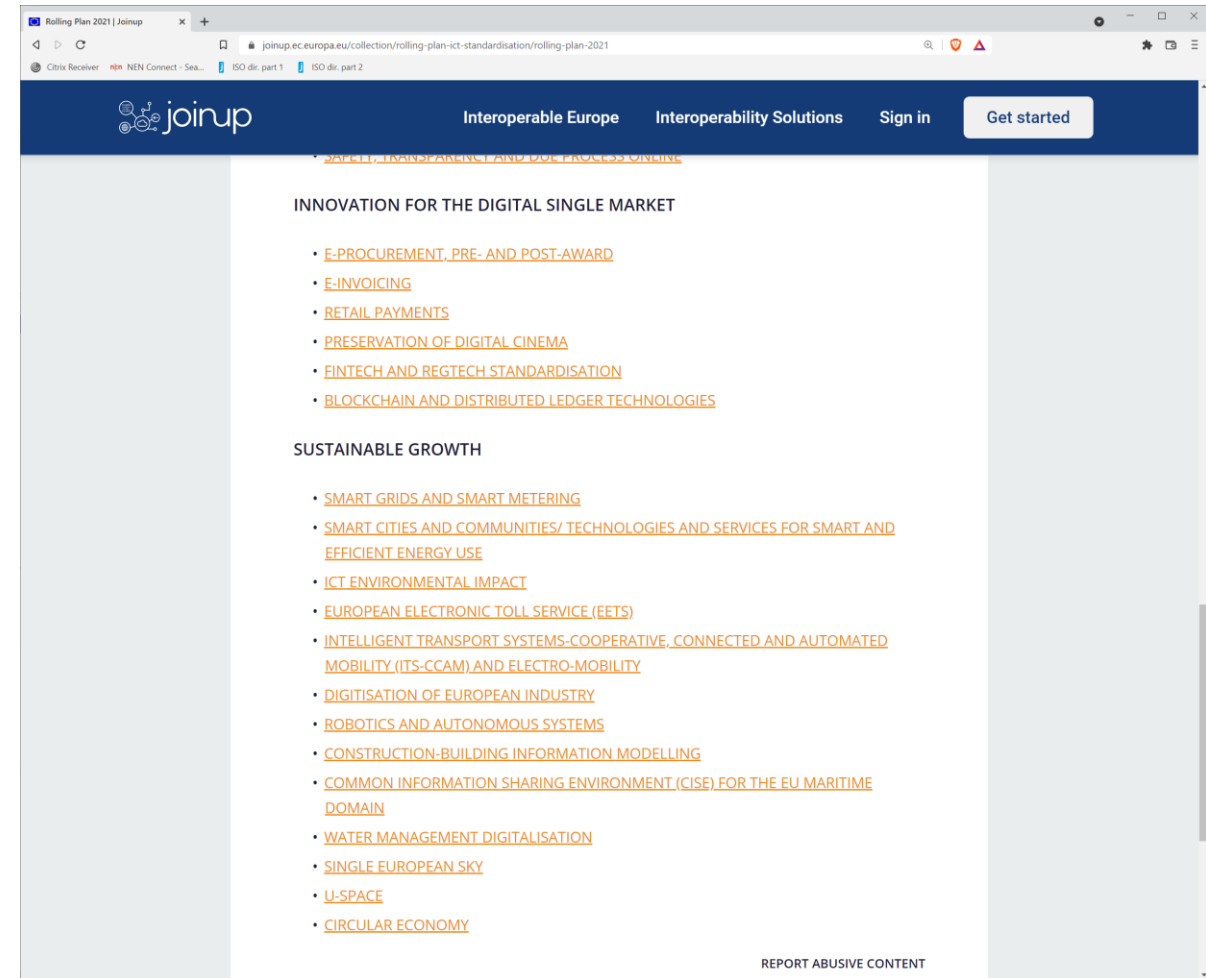 Rolling Plan 2021 | Joinup
joinup.ec.europa.eu/collection/rolling-plan-ict-standardisation/rolling-plan-2021
Citrix Receiver nen NEN Connect - Sea... ISO dir. part 1 ISO dir. part 2
joinup Interoperable Europe Interoperability Solutions Sign in Get started
• SAFETY, TRANSPARENCY AND DUE PROCESS ONLINE
INNOVATION FOR THE DIGITAL SINGLE MARKET
• E-PROCUREMENT, PRE- AND POST-AWARD
• E-INVOICING
• RETAIL PAYMENTS
• PRESERVATION OF DIGITAL CINEMA
• FINTECH AND REGTECH STANDARDISATION
• BLOCKCHAIN AND DISTRIBUTED LEDGER TECHNOLOGIES
SUSTAINABLE GROWTH
• SMART GRIDS AND SMART METERING
• SMART CITIES AND COMMUNITIES/ TECHNOLOGIES AND SERVICES FOR SMART AND
EFFICIENT ENERGY USE
• ICT ENVIRONMENTAL IMPACT
• EUROPEAN ELECTRONIC TOLL SERVICE (EETS)
• INTELLIGENT TRANSPORT SYSTEMS-COOPERATIVE, CONNECTED AND AUTOMATED
MOBILITY (ITS-CCAM) AND ELECTRO-MOBILITY
• DIGITISATION OF EUROPEAN INDUSTRY
• ROBOTICS AND AUTONOMOUS SYSTEMS
• CONSTRUCTION-BUILDING INFORMATION MODELLING
• COMMON INFORMATION SHARING ENVIRONMENT (CISE) FOR THE EU MARITIME
DOMAIN
• WATER MANAGEMENT DIGITALISATION
• SINGLE EUROPEAN SKY
• U-SPACE
• CIRCULAR ECONOMY
REPORT ABUSIVE CONTENT